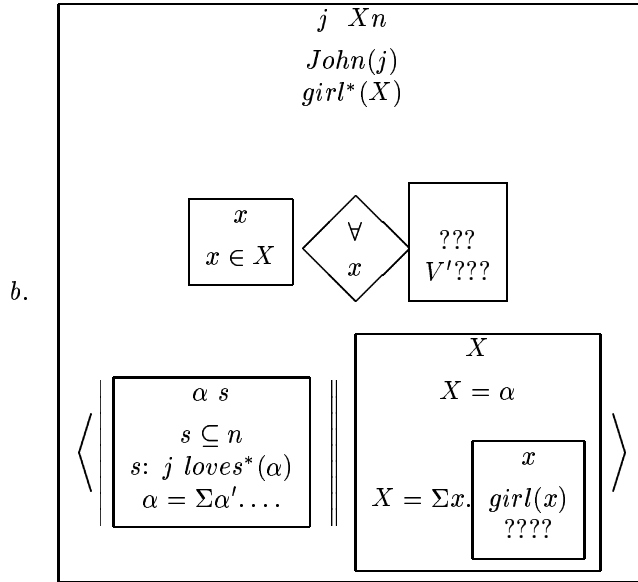 j Xn
John(j)
girl*(X)
x
x ∈ X
∀
x
???
V′???
b.
α s
s ⊆ n
s: j loves*(α)
α = Σα′....
X
X = α
X = Σx.
x
girl(x)
????